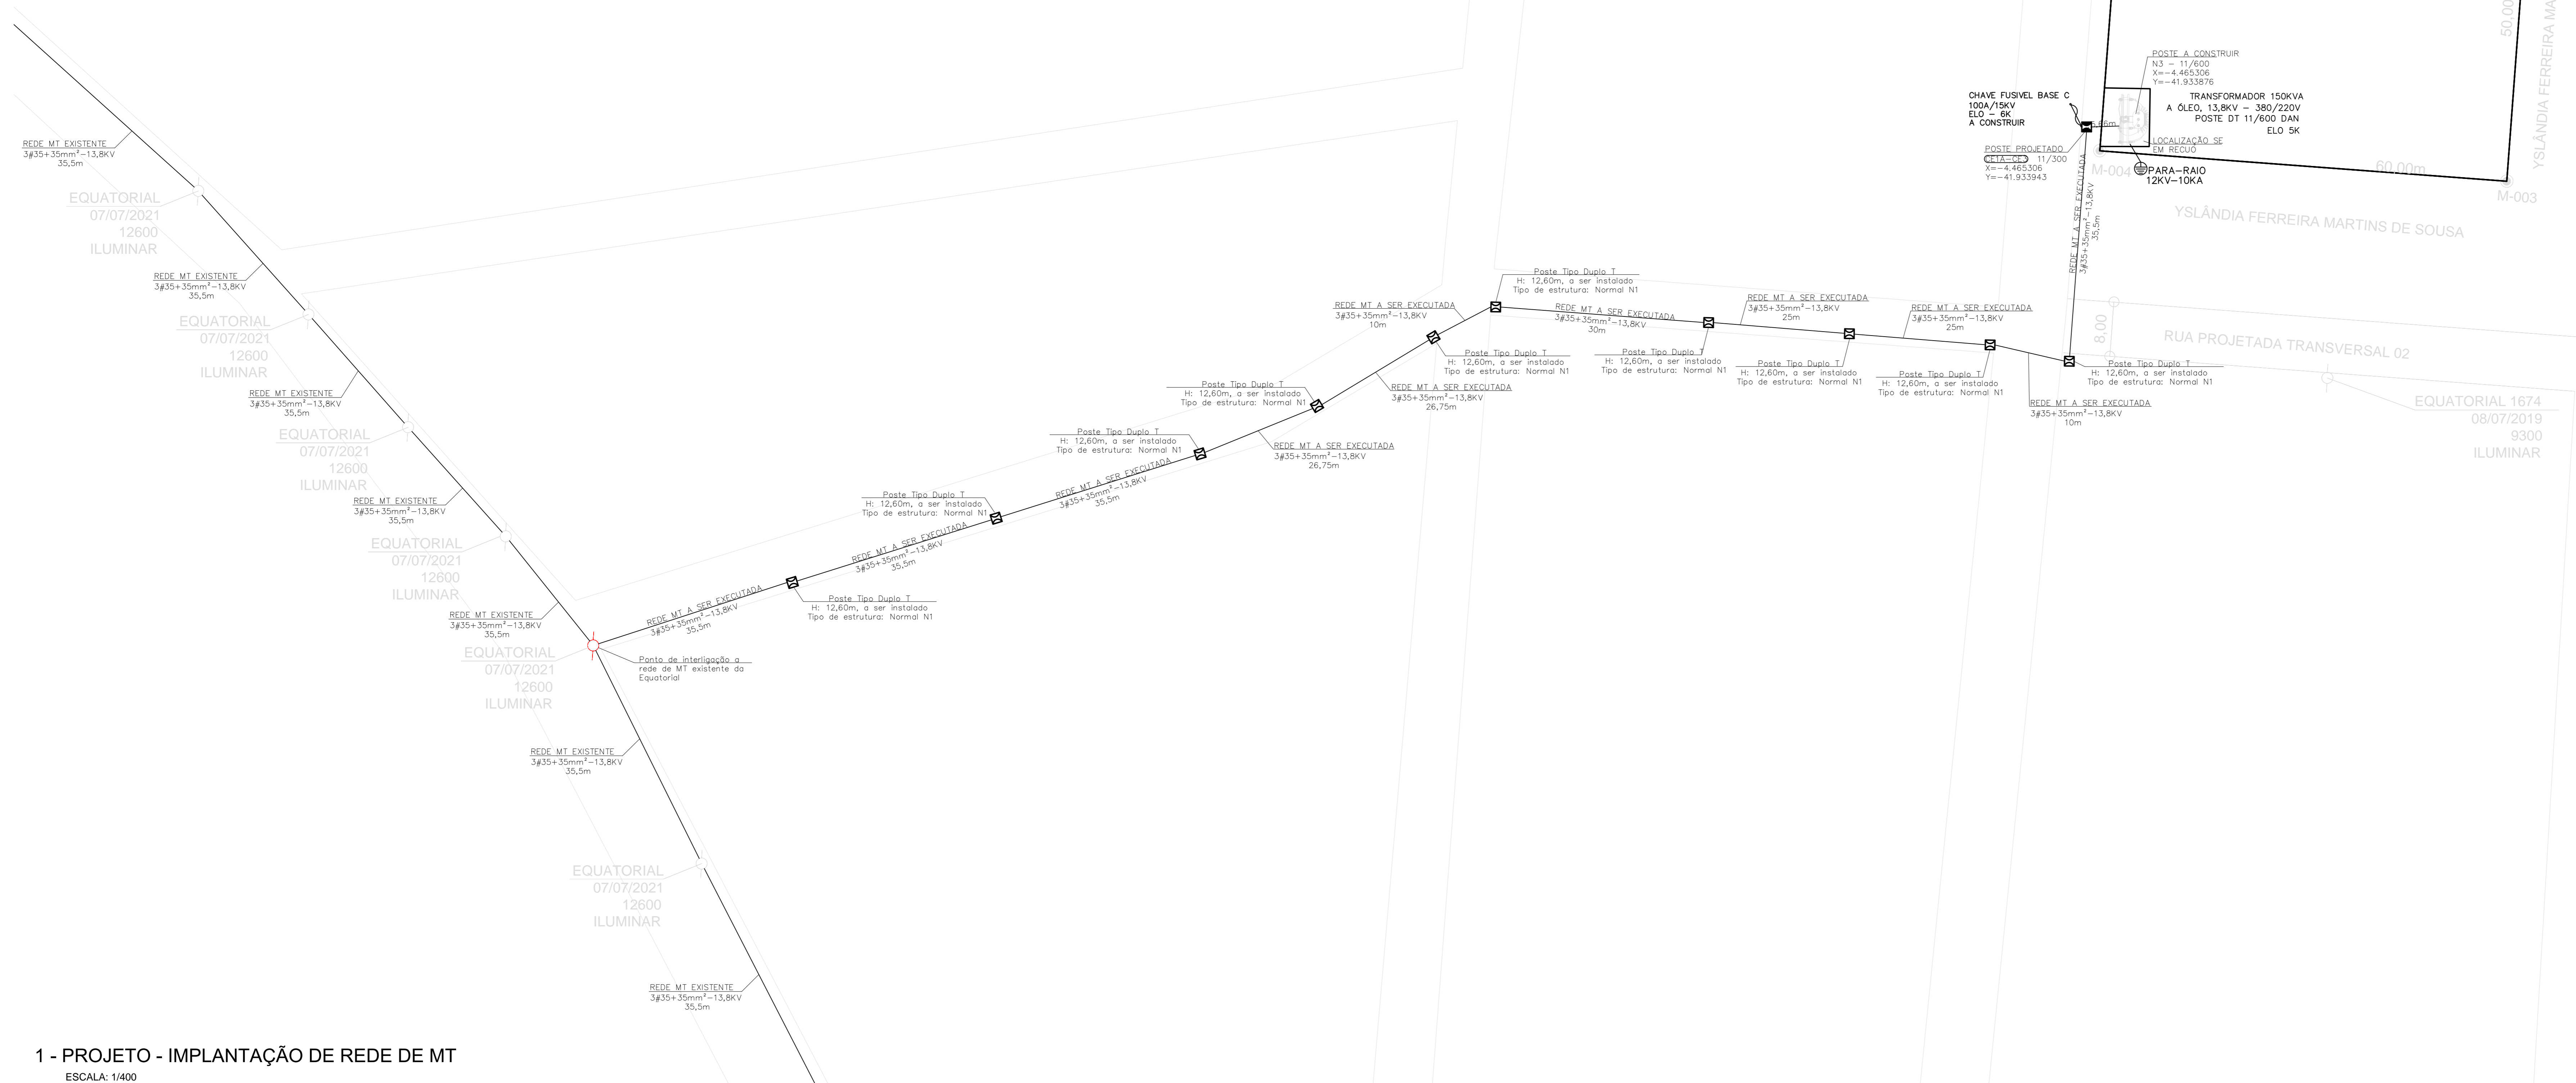 REDE MT EXISTENTE
3#35+35mm²-13,8KV
35,5m
EQUATORIAL
07/07/2021
12600
ILUMINAR
REDE MT EXISTENTE
3#35+35mm²-13,8KV
35,5m
EQUATORIAL
07/07/2021
12600
ILUMINAR
REDE MT EXISTENTE
3#35+35mm²-13,8KV
35,5m
EQUATORIAL
07/07/2021
12600
ILUMINAR
REDE MT EXISTENTE
3#35+35mm²-13,8KV
35,5m
EQUATORIAL
07/07/2021
12600
ILUMINAR
REDE MT EXISTENTE
3#35+35mm²-13,8KV
35,5m
EQUATORIAL
07/07/2021
12600
ILUMINAR
Ponto de interligação a
rede de MT existente da
Equatorial
REDE MT EXISTENTE
3#35+35mm²-13,8KV
35,5m
EQUATORIAL
07/07/2021
12600
ILUMINAR
REDE MT EXISTENTE
3#35+35mm²-13,8KV
35,5m
REDE MT A SER EXECUTADA
3#35+35mm²-13,8KV
35,5m
Poste Tipo Duplo T
H: 12,60m, a ser instalado
Tipo de estrutura: Normal N1
REDE MT A SER EXECUTADA
3#35+35mm²-13,8KV
35,5m
Poste Tipo Duplo T
H: 12,60m, a ser instalado
Tipo de estrutura: Normal N1
REDE MT A SER EXECUTADA
3#35+35mm²-13,8KV
35,5m
Poste Tipo Duplo T
H: 12,60m, a ser instalado
Tipo de estrutura: Normal N1
REDE MT A SER EXECUTADA
3#35+35mm²-13,8KV
26,75m
Poste Tipo Duplo T
H: 12,60m, a ser instalado
Tipo de estrutura: Normal N1
REDE MT A SER EXECUTADA
3#35+35mm²-13,8KV
26,75m
Poste Tipo Duplo T
H: 12,60m, a ser instalado
Tipo de estrutura: Normal N1
REDE MT A SER EXECUTADA
3#35+35mm²-13,8KV
10m
Poste Tipo Duplo T
H: 12,60m, a ser instalado
Tipo de estrutura: Normal N1
REDE MT A SER EXECUTADA
3#35+35mm²-13,8KV
30m
Poste Tipo Duplo T
H: 12,60m, a ser instalado
Tipo de estrutura: Normal N1
REDE MT A SER EXECUTADA
3#35+35mm²-13,8KV
25m
Poste Tipo Duplo T
H: 12,60m, a ser instalado
Tipo de estrutura: Normal N1
REDE MT A SER EXECUTADA
3#35+35mm²-13,8KV
25m
Poste Tipo Duplo T
H: 12,60m, a ser instalado
Tipo de estrutura: Normal N1
REDE MT A SER EXECUTADA
3#35+35mm²-13,8KV
10m
Poste Tipo Duplo T
H: 12,60m, a ser instalado
Tipo de estrutura: Normal N1
REDE MT A SER EXECUTADA
3#35+35mm²-13,8KV
35,5m
CHAVE FUSIVEL BASE C
100A/15KV
ELO - 6K
A CONSTRUIR
POSTE PROJETADO
CE1A-CE3 11/300
X=-4.465306
Y=-41.933943
POSTE A CONSTRUIR
N3 - 11/600
X=-4.465306
Y=-41.933876
TRANSFORMADOR 150KVA
A ÓLEO, 13,8KV - 380/220V
POSTE DT 11/600 DAN
ELO 5K
LOCALIZAÇÃO SE
EM RECUO
PARA-RAIO
12KV-10KA
M-004
60,00m
M-003
50,00
YSLÂNDIA FERREIRA MA
YSLÂNDIA FERREIRA MARTINS DE SOUSA
8,00
RUA PROJETADA TRANSVERSAL 02
EQUATORIAL 1674
08/07/2019
9300
ILUMINAR
1 - PROJETO - IMPLANTAÇÃO DE REDE DE MT
ESCALA: 1/400